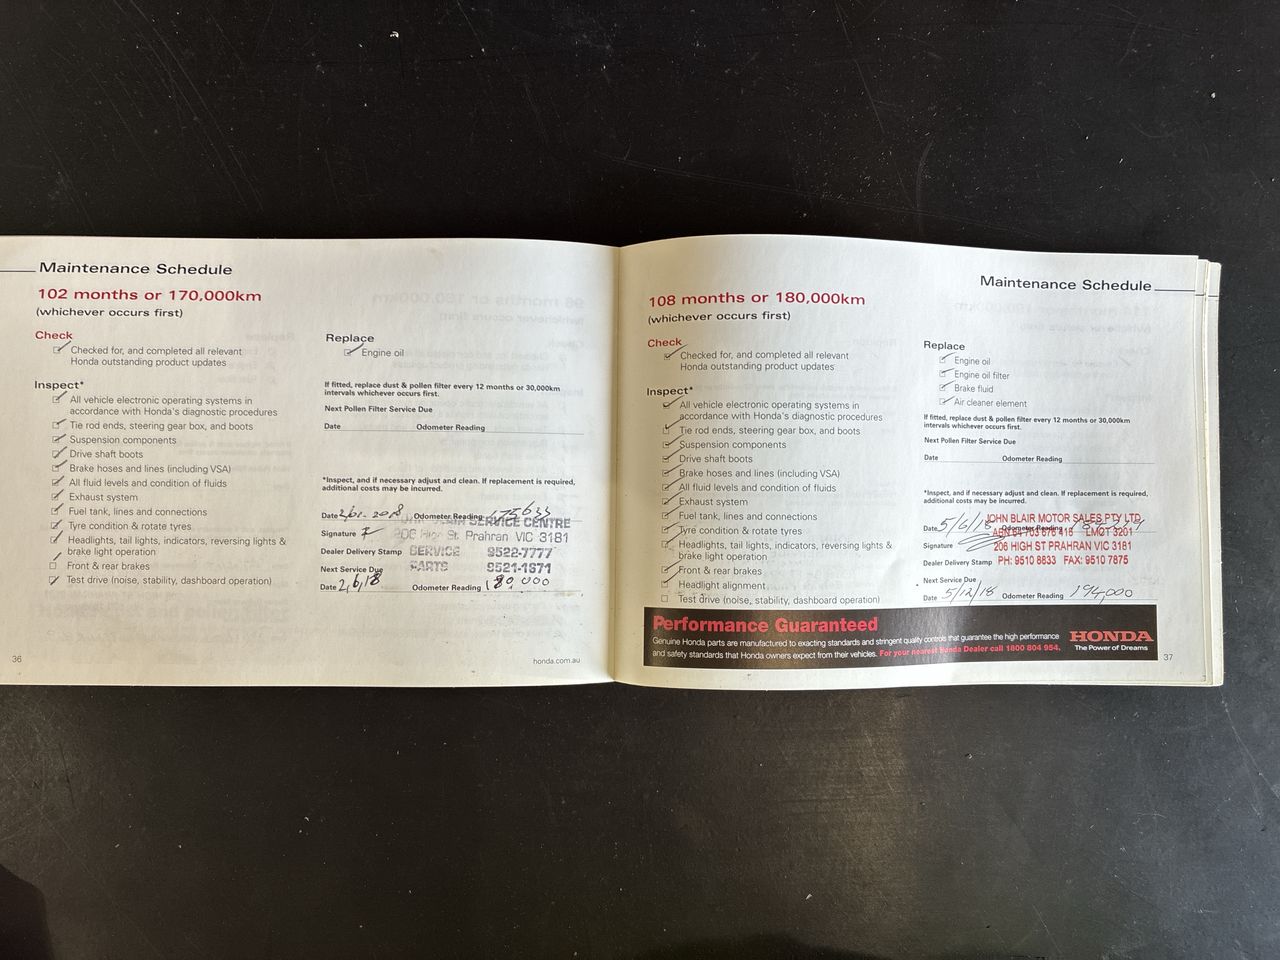 Maintenance Schedule
102 months or 170,000km
(whichever occurs first)
Check
Checked for, and completed all relevant
Honda outstanding product updates
Inspect*
All vehicle electronic operating systems in
accordance with Honda's diagnostic procedures
Tie rod ends, steering gear box, and boots
Suspension components
Drive shaft boots
Brake hoses and lines (including VSA)
All fluid levels and condition of fluids
Exhaust system
Fuel tank, lines and connections
Tyre condition & rotate tyres
Headlights, tail lights, indicators, reversing lights &
brake light operation
Front & rear brakes
Test drive (noise, stability, dashboard operation)
36
Replace
Engine oil
If fitted, replace dust & pollen filter every 12 months or 30,000km
intervals whichever occurs first.
Next Pollen Filter Service Due
Date Odometer Reading
*Inspect, and if necessary adjust and clean. If replacement is required,
additional costs may be incurred.
Date Odometer Reading 175633
SERVICE CENTRE
Signature 206 High St. Prahran VIC 3181
Dealer Delivery Stamp SERVICE 9522-7777
Next Service Due PARTS 9521-1671
Date 2,6,18 Odometer Reading 180,000
honda.com.au
Maintenance Schedule
108 months or 180,000km
(whichever occurs first)
Check
Checked for, and completed all relevant
Honda outstanding product updates
Inspect*
All vehicle electronic operating systems in
accordance with Honda's diagnostic procedures
Tie rod ends, steering gear box, and boots
Suspension components
Drive shaft boots
Brake hoses and lines (including VSA)
All fluid levels and condition of fluids
Exhaust system
Fuel tank, lines and connections
Tyre condition & rotate tyres
Headlights, tail lights, indicators, reversing lights &
brake light operation
Front & rear brakes
Headlight alignment
Test drive (noise, stability, dashboard operation)
Replace
Engine oil
Engine oil filter
Brake fluid
Air cleaner element
If fitted, replace dust & pollen filter every 12 months or 30,000km
intervals whichever occurs first.
Next Pollen Filter Service Due
Date Odometer Reading
*Inspect, and if necessary adjust and clean. If replacement is required,
additional costs may be incurred.
JOHN BLAIR MOTOR SALES PTY LTD
Date 5/6/18 Odometer Reading
ABN 64 703 678 418 LMCT 3201
Signature 206 HIGH ST PRAHRAN VIC 3181
Dealer Delivery Stamp PH: 9510 8833 FAX: 9510 7875
Next Service Due
Date 5/12/18 Odometer Reading 194,000
Performance Guaranteed
Genuine Honda parts are manufactured to exacting standards and stringent quality controls that guarantee the high performance
and safety standards that Honda owners expect from their vehicles. For your nearest Honda Dealer call 1800 804 954.
HONDA
The Power of Dreams
37